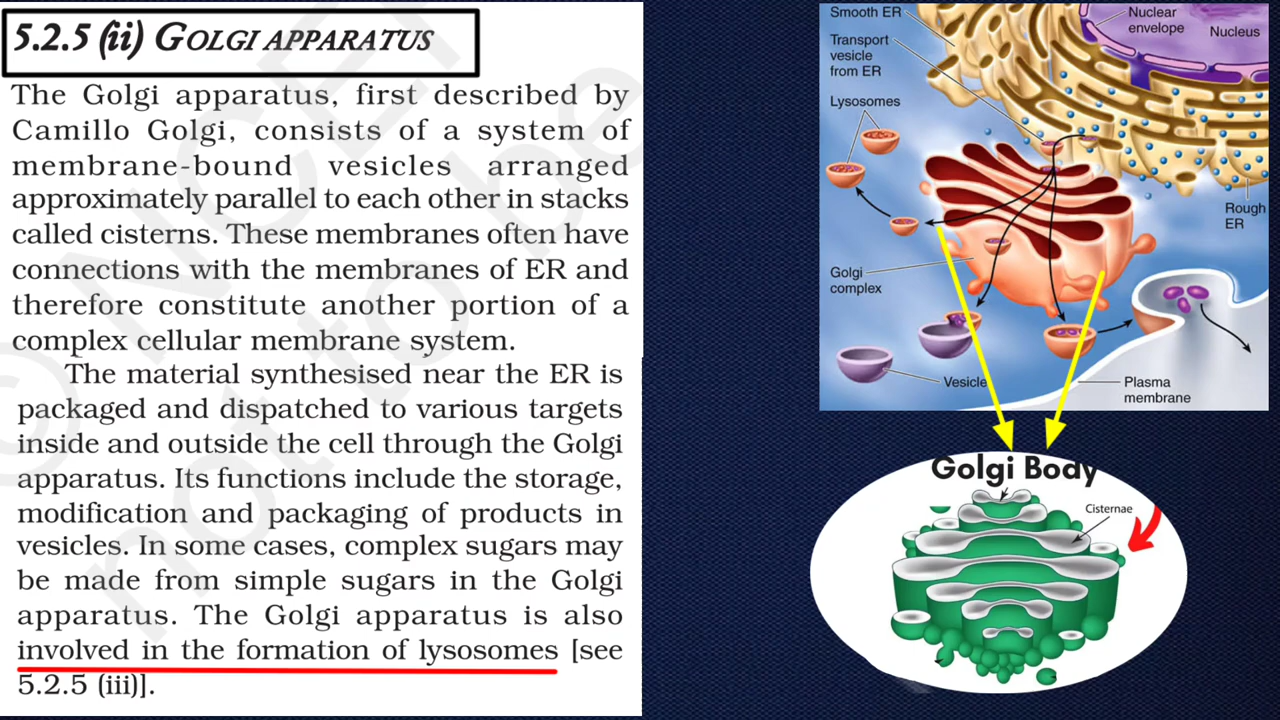 5.2.5 (ii) GOLGI APPARATUS
The Golgi apparatus, first described by
Camillo Golgi, consists of a system of
membrane-bound vesicles arranged
approximately parallel to each other in stacks
called cisterns. These membranes often have
connections with the membranes of ER and
therefore constitute another portion of a
complex cellular membrane system.
The material synthesised near the ER is
packaged and dispatched to various targets
inside and outside the cell through the Golgi
apparatus. Its functions include the storage,
modification and packaging of products in
vesicles. In some cases, complex sugars may
be made from simple sugars in the Golgi
apparatus. The Golgi apparatus is also
involved in the formation of lysosomes [see
5.2.5 (iii)].
© NCER
not to be
Smooth ER
Nuclear
envelope
Nucleus
Transport
vesicle
from ER
Lysosomes
Rough
ER
Golgi
complex
Vesicle
Plasma
membrane
Golgi Body
Cisternae